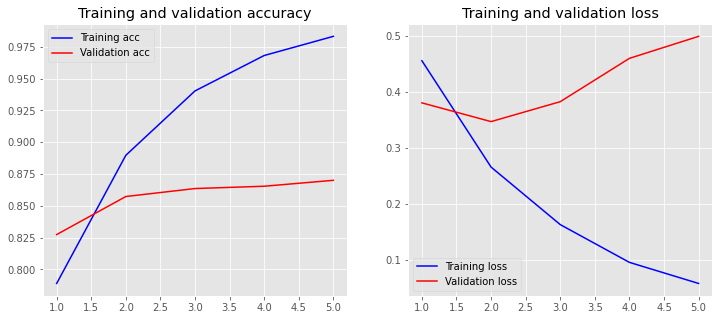 Training and validation accuracy
Training acc
Validation acc
0.975
0.950
0.925
0.900
0.875
0.850
0.825
0.800
1.0 1.5 2.0 2.5 3.0 3.5 4.0 4.5 5.0
Training and validation loss
0.5
0.4
0.3
0.2
0.1
Training loss
Validation loss
1.0 1.5 2.0 2.5 3.0 3.5 4.0 4.5 5.0